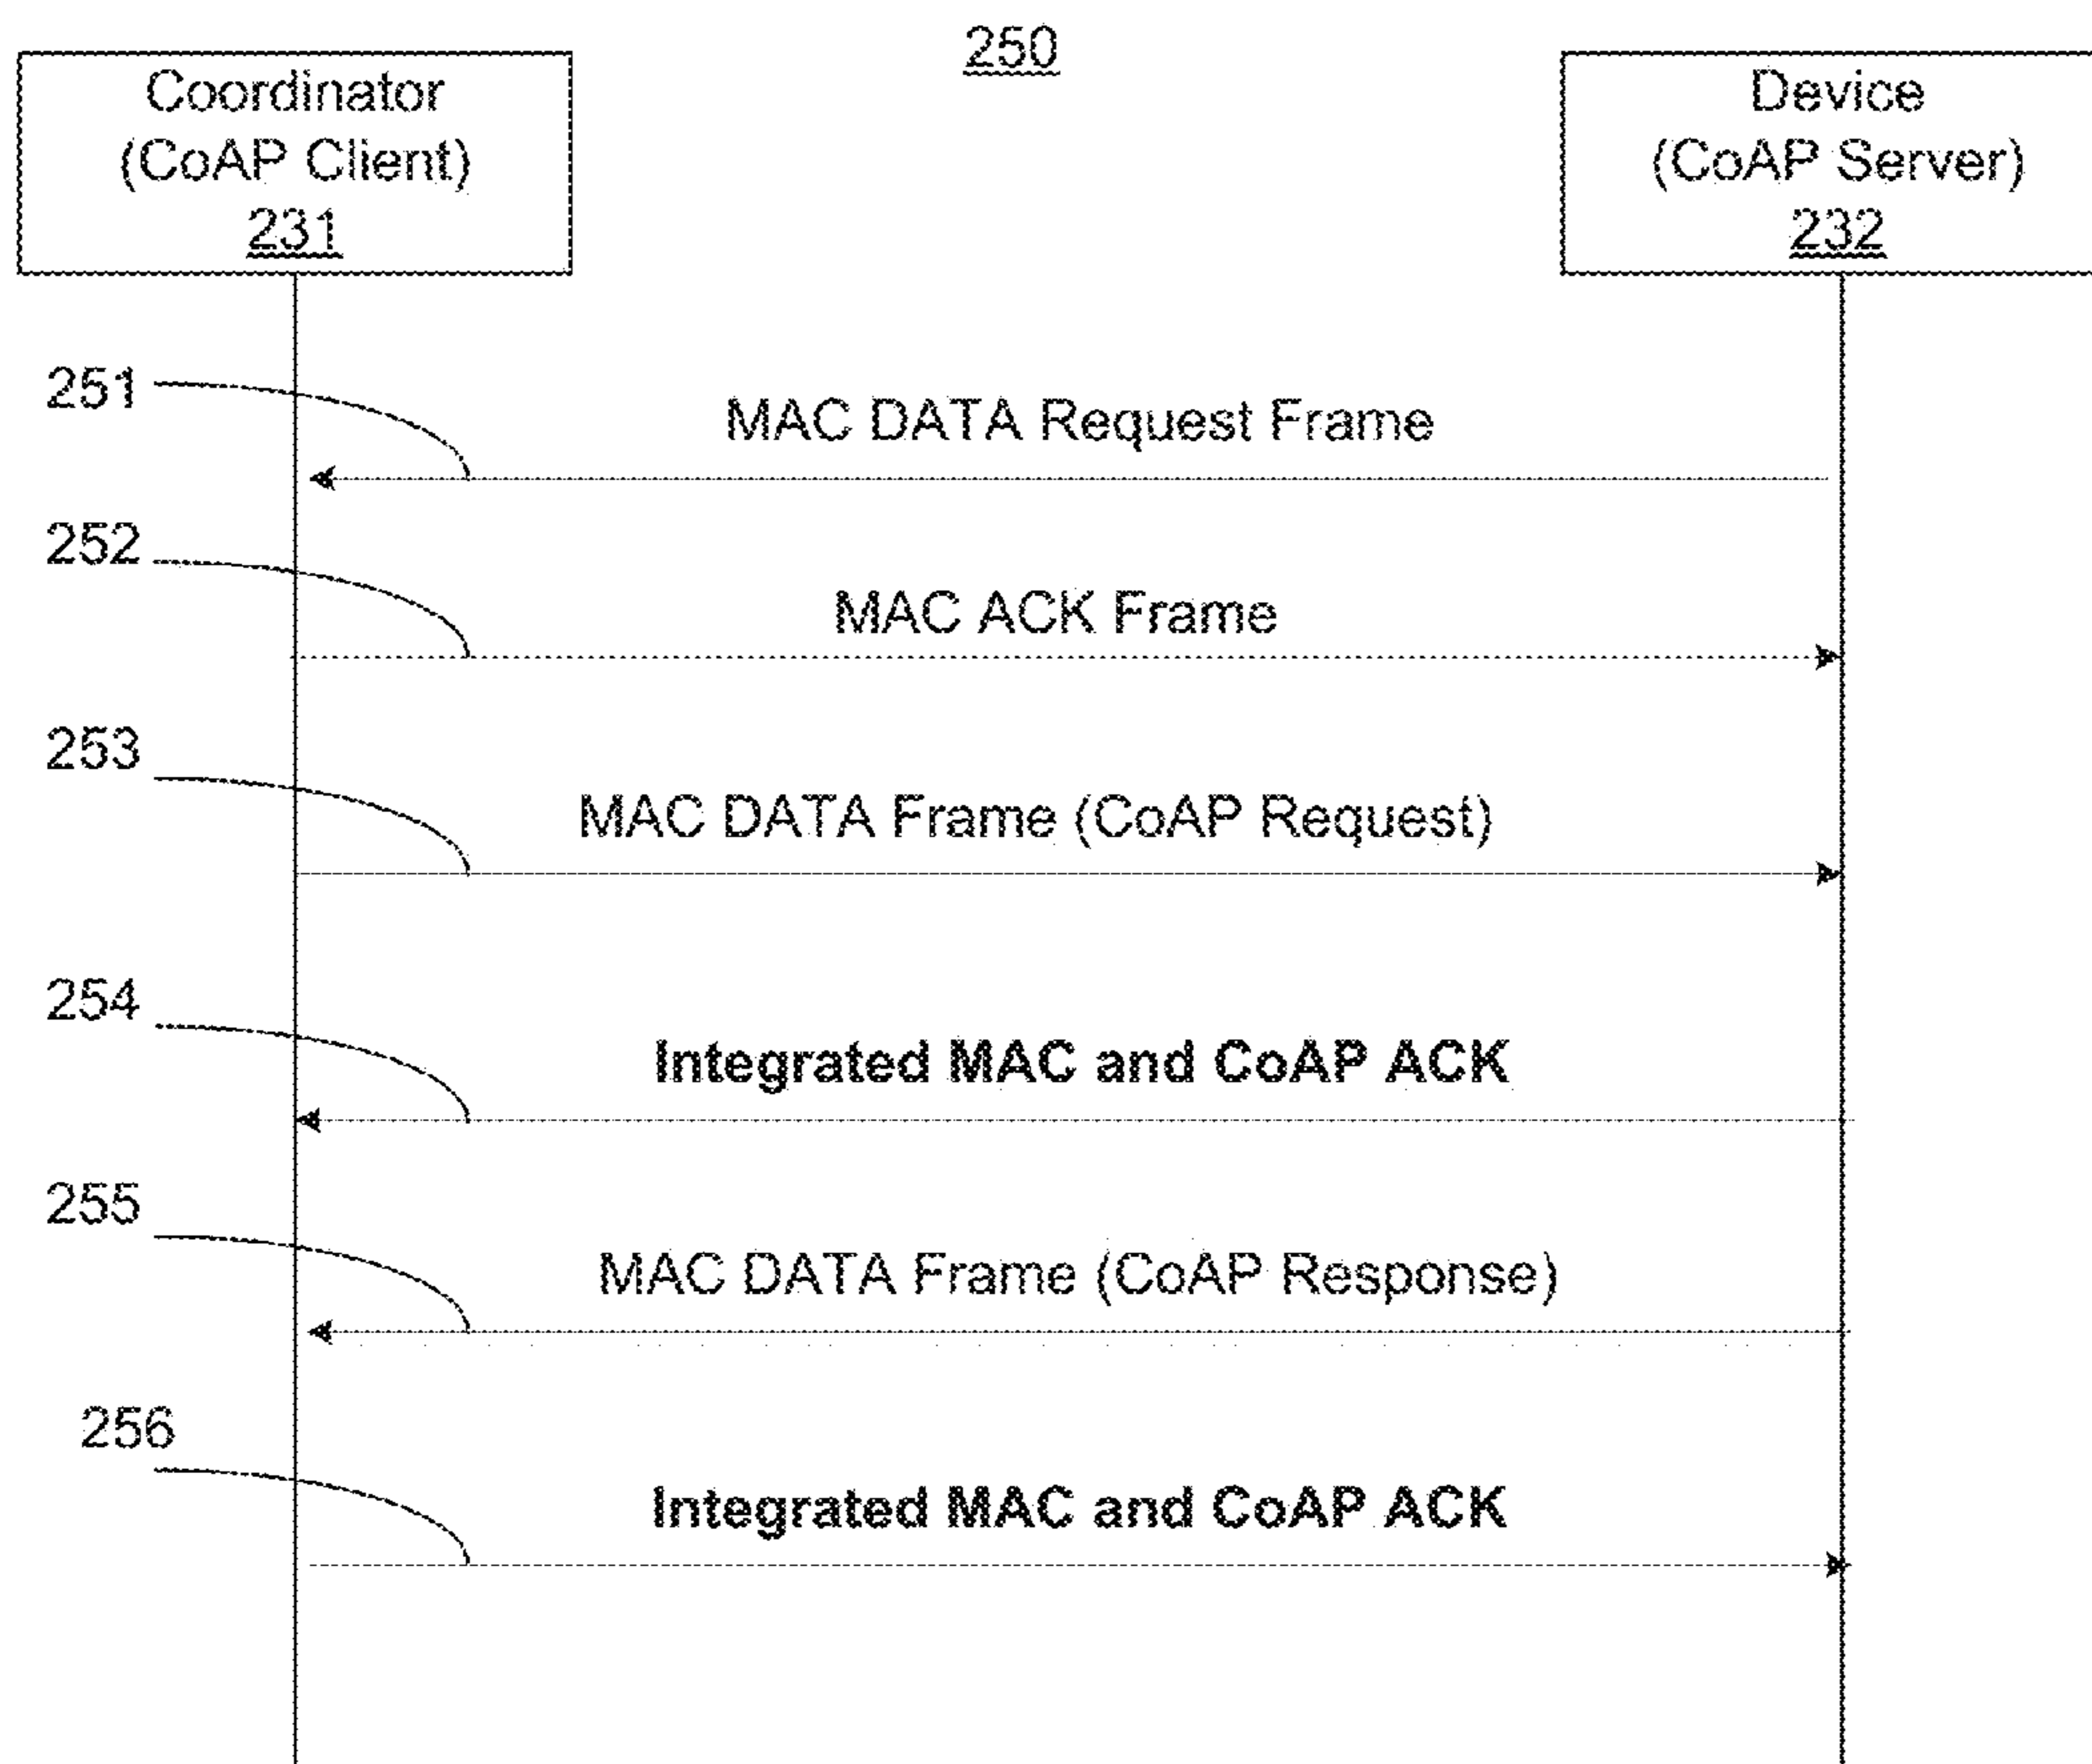 250
Coordinator
(CoAP Client)
231
Device
(CoAP Server)
232
251
MAC DATA Request Frame
252
MAC ACK Frame
253
MAC DATA Frame (CoAP Request)
254
Integrated MAC and CoAP ACK
255
MAC DATA Frame (CoAP Response)
256
Integrated MAC and CoAP ACK